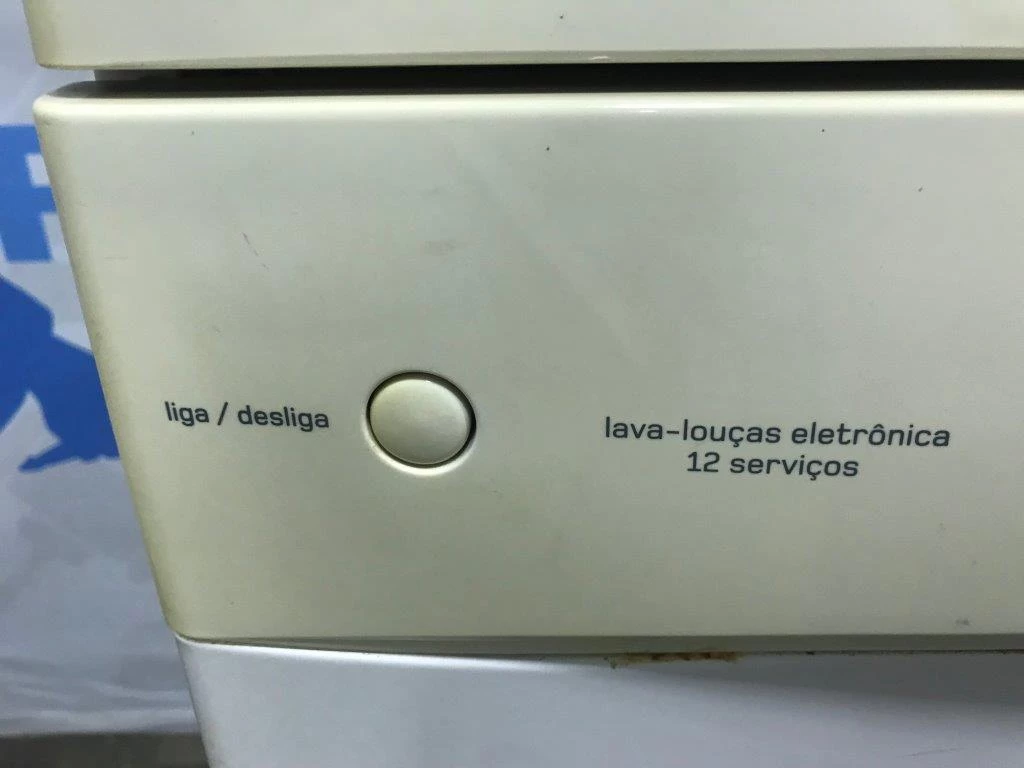 liga / desliga
lava-louças eletrônica
12 serviços